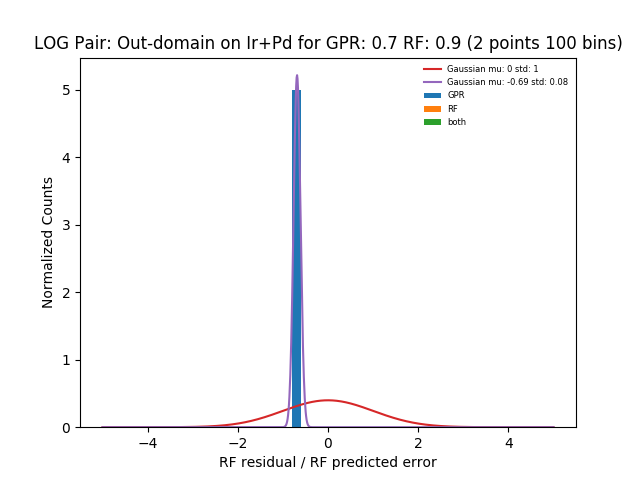 LOG Pair: Out-domain on Ir+Pd for GPR: 0.7 RF: 0.9 (2 points 100 bins)
Gaussian mu: 0 std: 1
Gaussian mu: -0.69 std: 0.08
GPR
RF
both
5
4
3
2
1
0
Normalized Counts
−4 −2 0 2 4
RF residual / RF predicted error